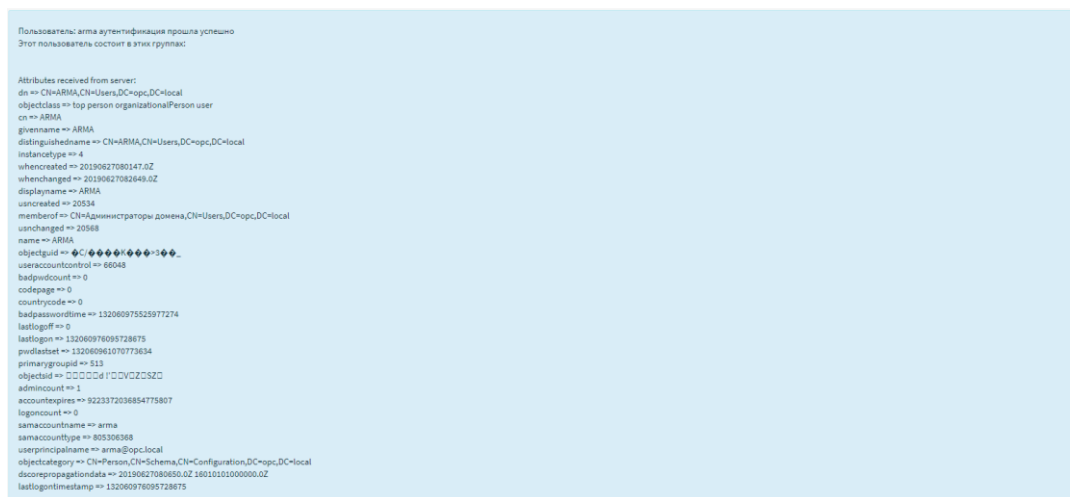 Пользователь: arma аутентификация прошла успешно
Этот пользователь состоит в этих группах:
Attributes received from server:
dn => CN=ARMA,CN=Users,DC=opc,DC=local
objectclass => top person organizationalPerson user
cn => ARMA
givenname => ARMA
distinguishedname => CN=ARMA,CN=Users,DC=opc,DC=local
instancetype => 4
whencreated => 20190627080147.0Z
whenchanged => 20190627082649.0Z
displayname => ARMA
usncreated => 20534
memberof => CN=Администраторы домена,CN=Users,DC=opc,DC=local
usnchanged => 20568
name => ARMA
objectguid => �C/����K���>3��_
useraccountcontrol => 66048
badpwdcount => 0
codepage => 0
countrycode => 0
badpasswordtime => 132060975525977274
lastlogoff => 0
lastlogon => 132060976095728675
pwdlastset => 132060961070773634
primarygroupid => 513
objectsid => □□□□□d !'□□V□Z□SZ□
admincount => 1
accountexpires => 9223372036854775807
logoncount => 0
samaccountname => arma
samaccounttype => 805306368
userprincipalname => arma@opc.local
objectcategory => CN=Person,CN=Schema,CN=Configuration,DC=opc,DC=local
dscorepropagationdata => 20190627080650.0Z 16010101000000.0Z
lastlogontimestamp => 132060976095728675